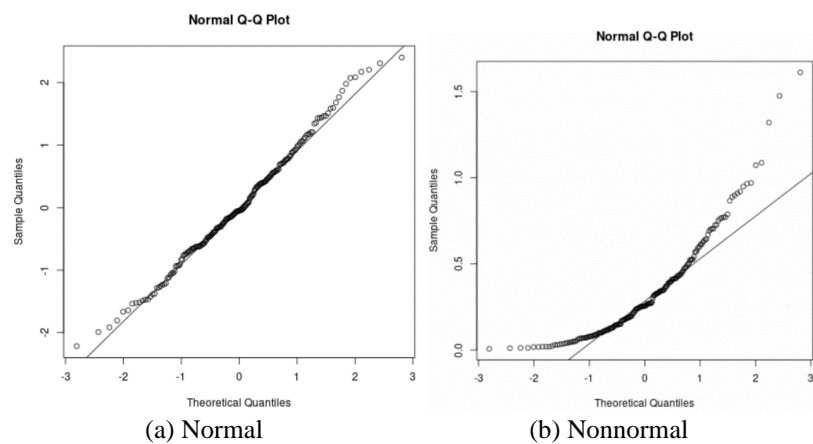 Normal Q-Q Plot
Sample Quantiles
2
1
0
-1
-2
-3 -2 -1 0 1 2 3
Theoretical Quantiles
(a) Normal
Normal Q-Q Plot
Sample Quantiles
1.5
1.0
0.5
0.0
-3 -2 -1 0 1 2 3
Theoretical Quantiles
(b) Nonnormal